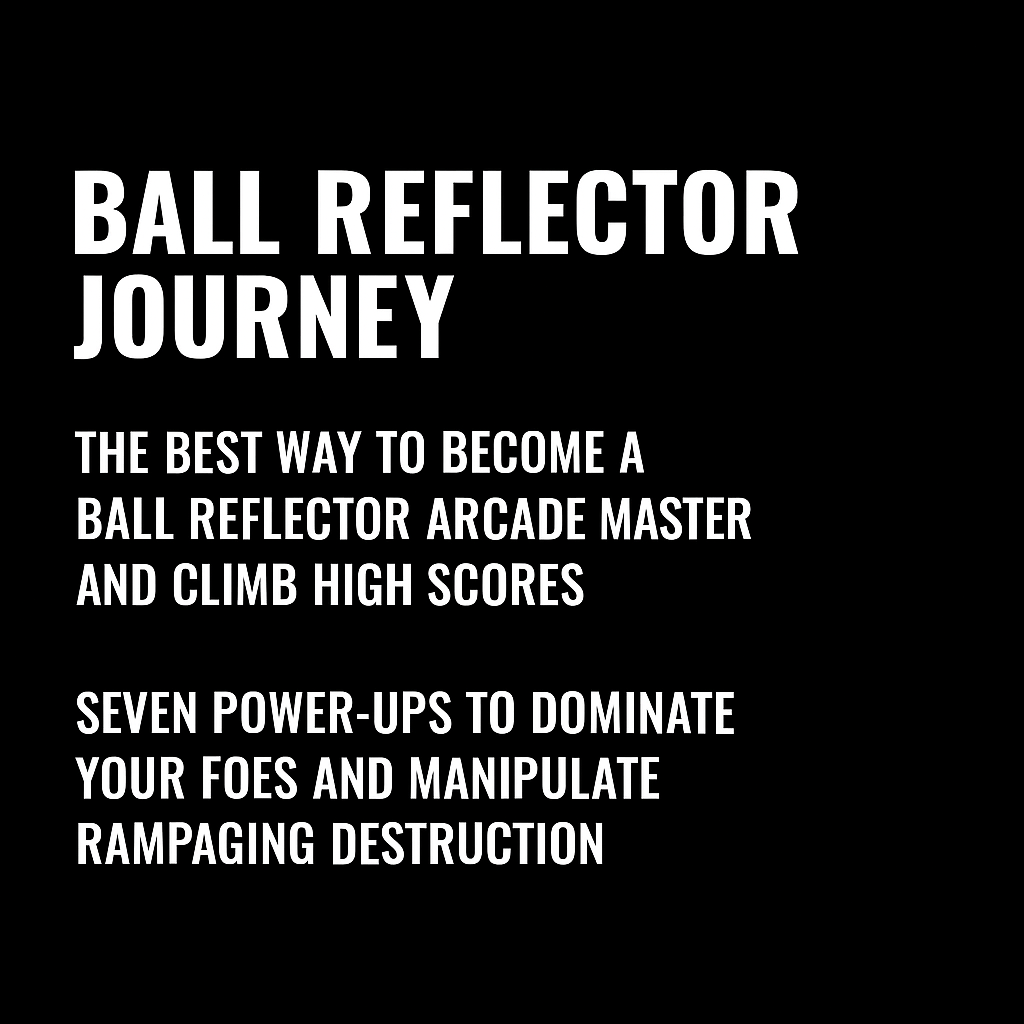 BALL REFLECTOR
JOURNEY
THE BEST WAY TO BECOME A
BALL REFLECTOR ARCADE MASTER
AND CLIMB HIGH SCORES
SEVEN POWER-UPS TO DOMINATE
YOUR FOES AND MANIPULATE
RAMPAGING DESTRUCTION